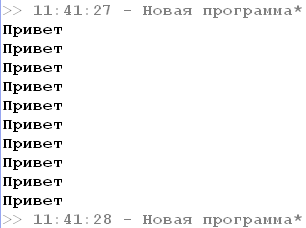 >> 11:41:27 - Новая программа*
Привет
Привет
Привет
Привет
Привет
Привет
Привет
Привет
Привет
Привет
>> 11:41:28 - Новая программа*